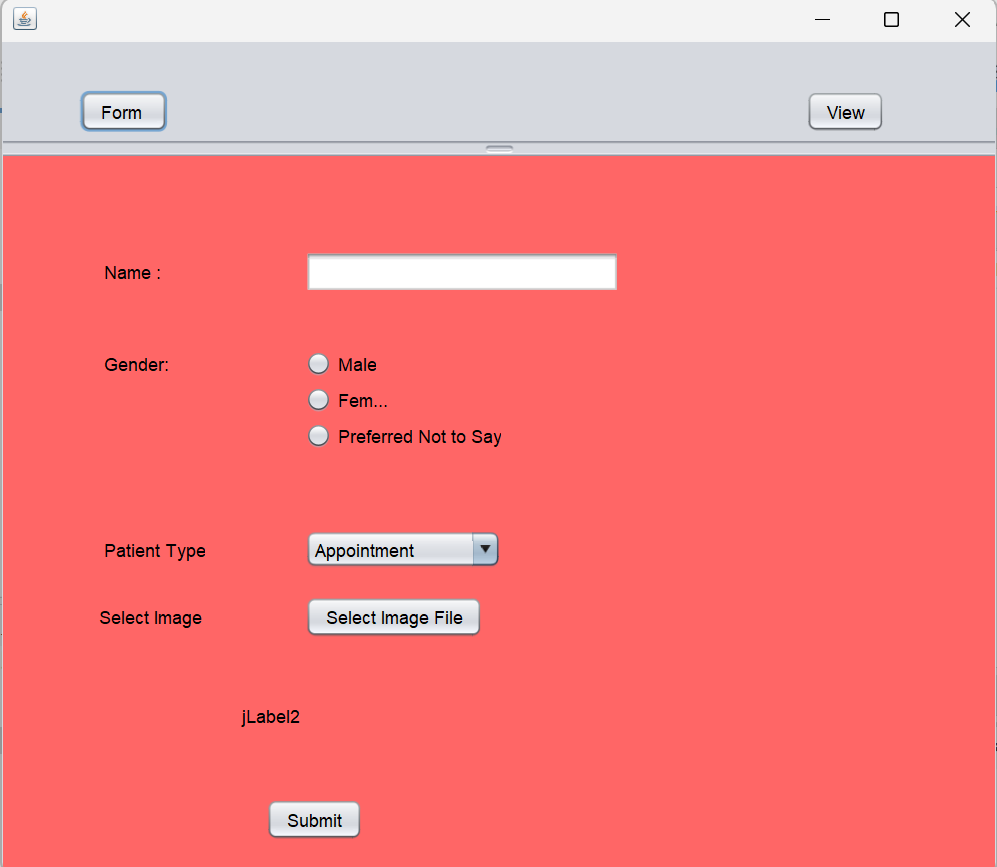 Form View
Name :
Gender: Male
Fem...
Preferred Not to Say
Patient Type Appointment
Select Image Select Image File
jLabel2
Submit